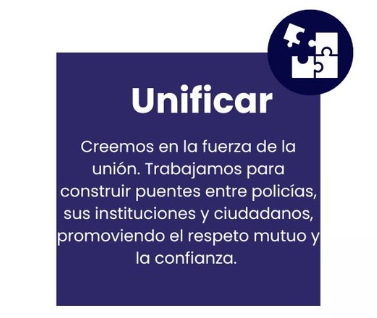 Unificar
Creemos en la fuerza de la
unión. Trabajamos para
construir puentes entre policías,
sus instituciones y ciudadanos,
promoviendo el respeto mutuo y
la confianza.